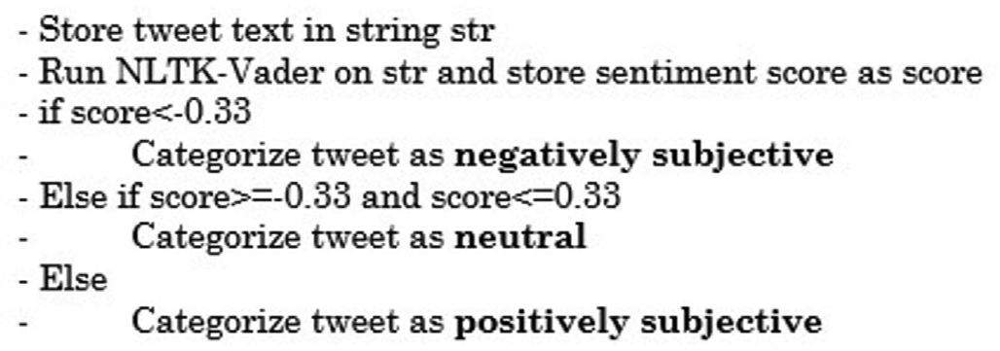 - Store tweet text in string str
- Run NLTK-Vader on str and store sentiment score as score
- if score<-0.33
- Categorize tweet as negatively subjective
- Else if score>=-0.33 and score<=0.33
- Categorize tweet as neutral
- Else
- Categorize tweet as positively subjective